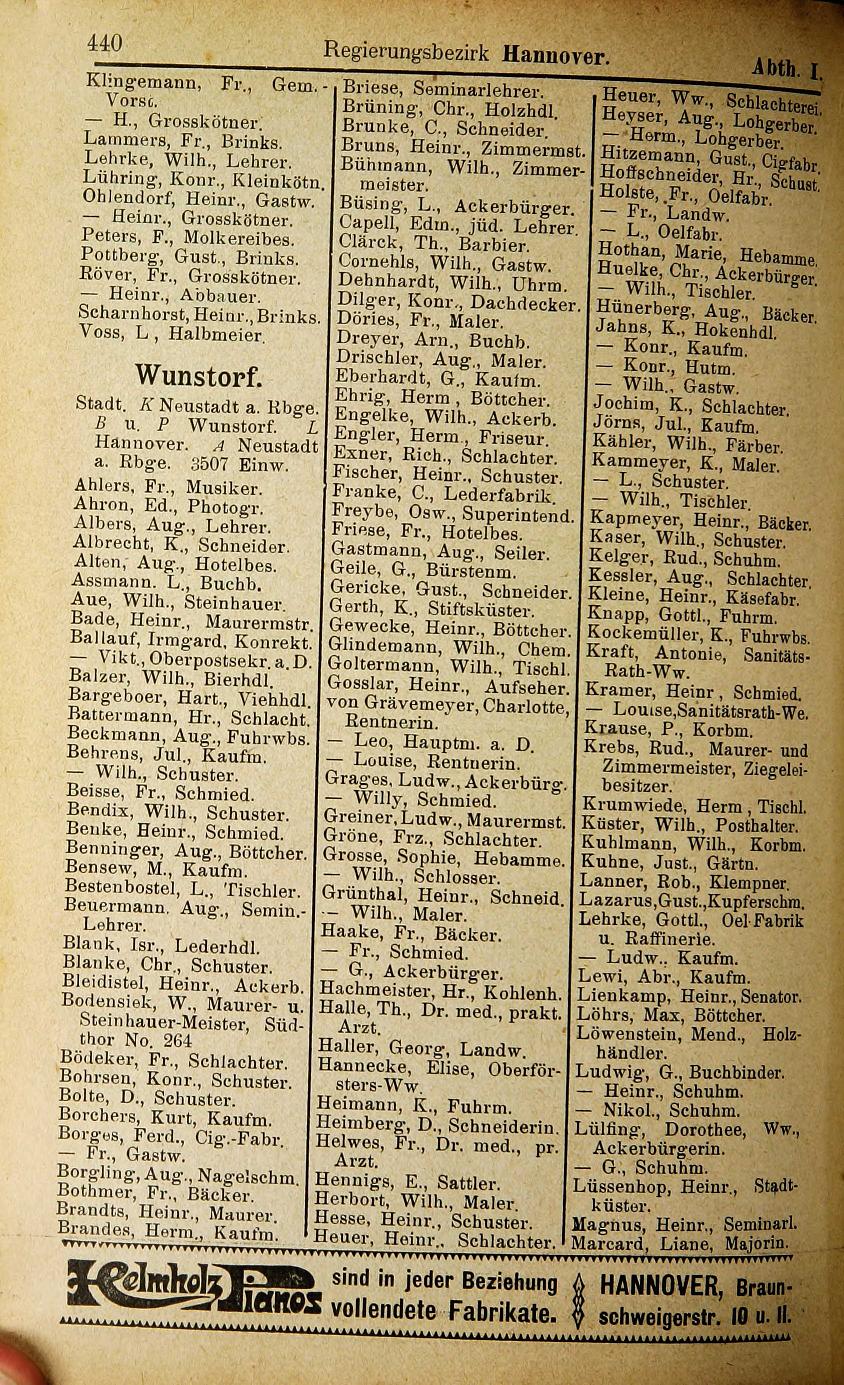 440
Regierungsbezirk Hannover.
Abth. I.
Klingemann, Fr., Gem.-
Vorsc.
— H., Grosskötner.
Lammers, Fr., Brinks.
Lehrke, Wilh., Lehrer.
Lühring, Konr., Kleinkötn.
Ohlendorf, Heinr., Gastw.
— Heinr., Grosskötner.
Peters, F., Molkereibes.
Pottberg, Gust., Brinks.
Röver, Fr., Grosskötner.
— Heinr., Abbauer.
Scharnhorst, Heinr., Brinks.
Voss, L., Halbmeier.
Wunstorf.
Stadt. K Neustadt a. Rbge.
B u. P Wunstorf. L
Hannover. A Neustadt
a. Rbge. 3507 Einw.
Ahlers, Fr., Musiker.
Ahron, Ed., Photogr.
Albers, Aug., Lehrer.
Albrecht, K., Schneider.
Alten, Aug., Hotelbes.
Assmann. L., Buchb.
Aue, Wilh., Steinhauer.
Bade, Heinr., Maurermstr.
Ballauf, Irmgard, Konrekt.
— Vikt., Oberpostsekr. a. D.
Balzer, Wilh., Bierhdl.
Bargeboer, Hart., Viehhdl.
Battermann, Hr., Schlacht.
Beckmann, Aug., Fuhrwbs.
Behrens, Jul., Kaufm.
— Wilh., Schuster.
Beisse, Fr., Schmied.
Bendix, Wilh., Schuster.
Benke, Heinr., Schmied.
Benninger, Aug., Böttcher.
Bensew, M., Kaufm.
Bestenbostel, L., Tischler.
Beuermann. Aug., Semin.-
Lehrer.
Blank, Isr., Lederhdl.
Blanke, Chr., Schuster.
Bleidistel, Heinr., Ackerb.
Bodensiek, W., Maurer- u.
Steinhauer-Meister, Süd-
thor No. 264
Bödeker, Fr., Schlachter.
Bohrsen, Konr., Schuster.
Bolte, D., Schuster.
Borchers, Kurt, Kaufm.
Borges, Ferd., Cig.-Fabr.
— Fr., Gastw.
Borgling, Aug., Nagelschm.
Bothmer, Fr., Bäcker.
Brandts, Heinr., Maurer.
Brandes, Herm., Kaufm.
Briese, Seminarlehrer.
Brüning, Chr., Holzhdl.
Brunke, C., Schneider.
Bruns, Heinr., Zimmermst.
Bühmann, Wilh., Zimmer-
meister.
Büsing, L., Ackerbürger.
Capell, Edm., jüd. Lehrer.
Clärck, Th., Barbier.
Cornehls, Wilh., Gastw.
Dehnhardt, Wilh., Uhrm.
Dilger, Konr., Dachdecker.
Döries, Fr., Maler.
Dreyer, Arn., Buchb.
Drischler, Aug., Maler.
Eberhardt, G., Kaufm.
Ehrig, Herm., Böttcher.
Engelke, Wilh., Ackerb.
Engler, Herm., Friseur.
Exner, Rich., Schlachter.
Fischer, Heinr., Schuster.
Franke, C., Lederfabrik.
Freybe, Osw., Superintend.
Friese, Fr., Hotelbes.
Gastmann, Aug., Seiler.
Geile, G., Bürstenm.
Gericke, Gust., Schneider.
Gerth, K., Stiftsküster.
Gewecke, Heinr., Böttcher.
Glindemann, Wilh., Chem.
Goltermann, Wilh., Tischl.
Gosslar, Heinr., Aufseher.
von Grävemeyer, Charlotte,
Rentnerin.
— Leo, Hauptm. a. D.
— Louise, Rentnerin.
Grages, Ludw., Ackerbürg.
— Willy, Schmied.
Greiner, Ludw., Maurermst.
Gröne, Frz., Schlachter.
Grosse, Sophie, Hebamme.
— Wilh., Schlosser.
Grünthal, Heinr., Schneid.
— Wilh., Maler.
Haake, Fr., Bäcker.
— Fr., Schmied.
— G., Ackerbürger.
Hachmeister, Hr., Kohlenh.
Halle, Th., Dr. med., prakt.
Arzt.
Haller, Georg, Landw.
Hannecke, Elise, Oberför-
sters-Ww.
Heimann, K., Fuhrm.
Heimberg, D., Schneiderin.
Helwes, Fr., Dr. med., pr.
Arzt.
Hennigs, E., Sattler.
Herbort, Wilh., Maler.
Hesse, Heinr., Schuster.
Heuer, Heinr., Schlachter.
Heuer, Ww., Schlachterei.
Heyser, Aug., Lohgerber.
— Herm., Lohgerber.
Hitzemann, Gust., Cigfabr.
Hoffschneider, Hr., Schust.
Holste, Fr., Oelfabr.
— Fr., Landw.
— L., Oelfabr.
Hothan, Marie, Hebamme.
Huelke, Chr., Ackerbürger.
— Wilh., Tischler.
Hünerberg, Aug., Bäcker.
Jahns, K., Hokenhdl.
— Konr., Kaufm.
— Konr., Hutm.
— Wilh., Gastw.
Jochim, K., Schlachter.
Jörns, Jul., Kaufm.
Kähler, Wilh., Färber.
Kammeyer, K., Maler.
— L., Schuster.
— Wilh., Tischler.
Kapmeyer, Heinr., Bäcker.
Kaser, Wilh., Schuster.
Kelger, Rud., Schuhm.
Kessler, Aug., Schlachter.
Kleine, Heinr., Käsefabr.
Knapp, Gottl., Fuhrm.
Kockemüller, K., Fuhrwbs.
Kraft, Antonie, Sanitäts-
Rath-Ww.
Kramer, Heinr., Schmied.
— Louise, Sanitätsrath-We.
Krause, P., Korbm.
Krebs, Rud., Maurer- und
Zimmermeister, Ziegelei-
besitzer.
Krumwiede, Herm., Tischl.
Küster, Wilh., Posthalter.
Kuhlmann, Wilh., Korbm.
Kuhne, Just., Gärtn.
Lanner, Rob., Klempner.
Lazarus, Gust., Kupferschm.
Lehrke, Gottl., Oel-Fabrik
u. Raffinerie.
— Ludw., Kaufm.
Lewi, Abr., Kaufm.
Lienkamp, Heinr., Senator.
Löhrs, Max, Böttcher.
Löwenstein, Mend., Holz-
händler.
Ludwig, G., Buchbinder.
— Heinr., Schuhm.
— Nikol., Schuhm.
Lülfing, Dorothee, Ww.,
Ackerbürgerin.
— G., Schuhm.
Lüssenhop, Heinr., Stadt-
küster.
Magnus, Heinr., Seminarl.
Marcard, Liane, Majorin.
Helmholz Pianos
sind in jeder Beziehung
vollendete Fabrikate.
HANNOVER, Braun-
schweigerstr. 10 u. 11.